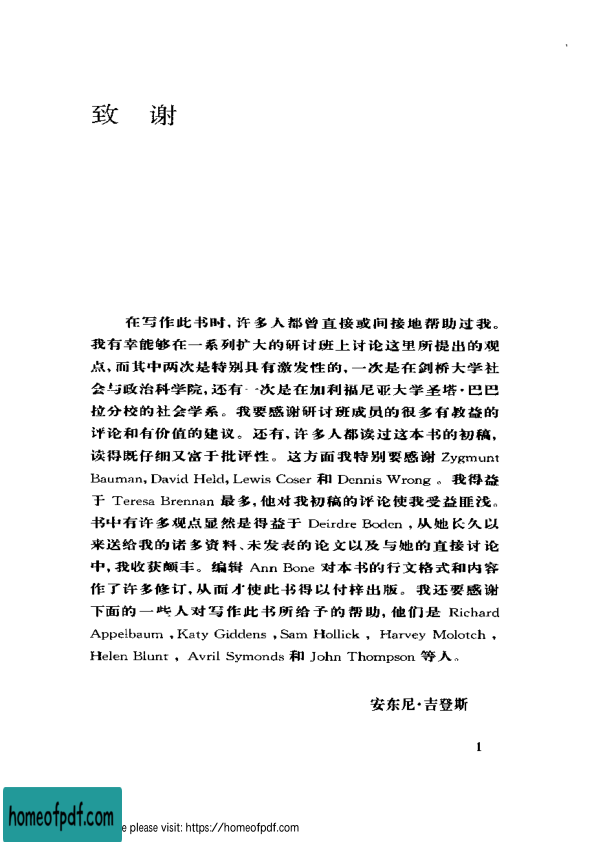 致 谢
在写作此书时,许多人都曾直接或间接地帮助过我。
我有幸能够在一系列扩大的研讨班上讨论这里所提出的观
点,而其中两次是特别具有激发性的,一次是在剑桥大学社
会与政治科学院,还有一次是在加利福尼亚大学圣塔·巴巴
拉分校的社会学系。我要感谢研讨班成员的很多有教益的
评论和有价值的建议。还有,许多人都读过这本书的初稿,
读得既仔细又富于批评性。这方面我特别要感谢 Zygmunt
Bauman, David Held, Lewis Coser 和 Dennis Wrong 。我得益
于 Teresa Brennan 最多,他对我初稿的评论使我受益匪浅。
书中有许多观点显然是得益于 Deirdre Boden ,从她长久以
来送给我的诸多资料、未发表的论文以及与她的直接讨论
中,我收获颇丰。编辑 Ann Bone 对本书的行文格式和内容
作了许多修订,从而才使此书得以付梓出版。我还要感谢
下面的一些人对写作此书所给予的帮助,他们是 Richard
Appelbaum ,Katy Giddens ,Sam Hollick , Harvey Molotch ,
Helen Blunt , Avril Symonds 和 John Thompson 等人。
安东尼·吉登斯
1
homeofpdf.com
e please visit: https://homeofpdf.com